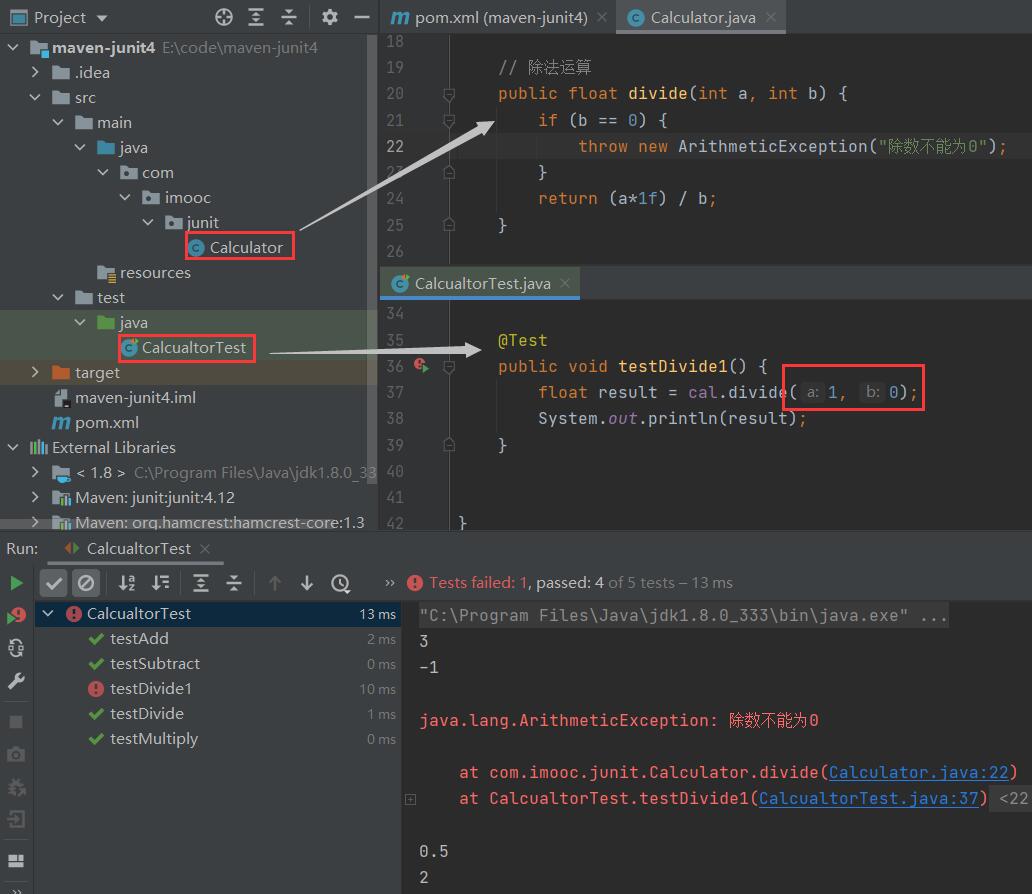 Project
maven-junit4 E:\code\maven-junit4
.idea
src
main
java
com
imooc
junit
Calculator
resources
test
java
CalcualtorTest
target
maven-junit4.iml
pom.xml
External Libraries
< 1.8 > C:\Program Files\Java\jdk1.8.0_33
Maven: junit:junit:4.12
Maven: org.hamcrest:hamcrest-core:1.3
pom.xml (maven-junit4)
Calculator.java
18
19 // 除法运算
20 public float divide(int a, int b) {
21 if (b == 0) {
22 throw new ArithmeticException("除数不能为0");
23 }
24 return (a*1f) / b;
25 }
26
CalcualtorTest.java
34
35 @Test
36 public void testDivide1() {
37 float result = cal.divide( a: 1, b: 0);
38 System.out.println(result);
39 }
40
41
42 }
Run: CalcualtorTest
Tests failed: 1, passed: 4 of 5 tests – 13 ms
CalcualtorTest 13 ms
testAdd 2 ms
testSubtract 0 ms
testDivide1 10 ms
testDivide 1 ms
testMultiply 0 ms
"C:\Program Files\Java\jdk1.8.0_333\bin\java.exe" ...
3
-1
java.lang.ArithmeticException: 除数不能为0
at com.imooc.junit.Calculator.divide(Calculator.java:22)
at CalcualtorTest.testDivide1(CalcualtorTest.java:37) <22
0.5
2